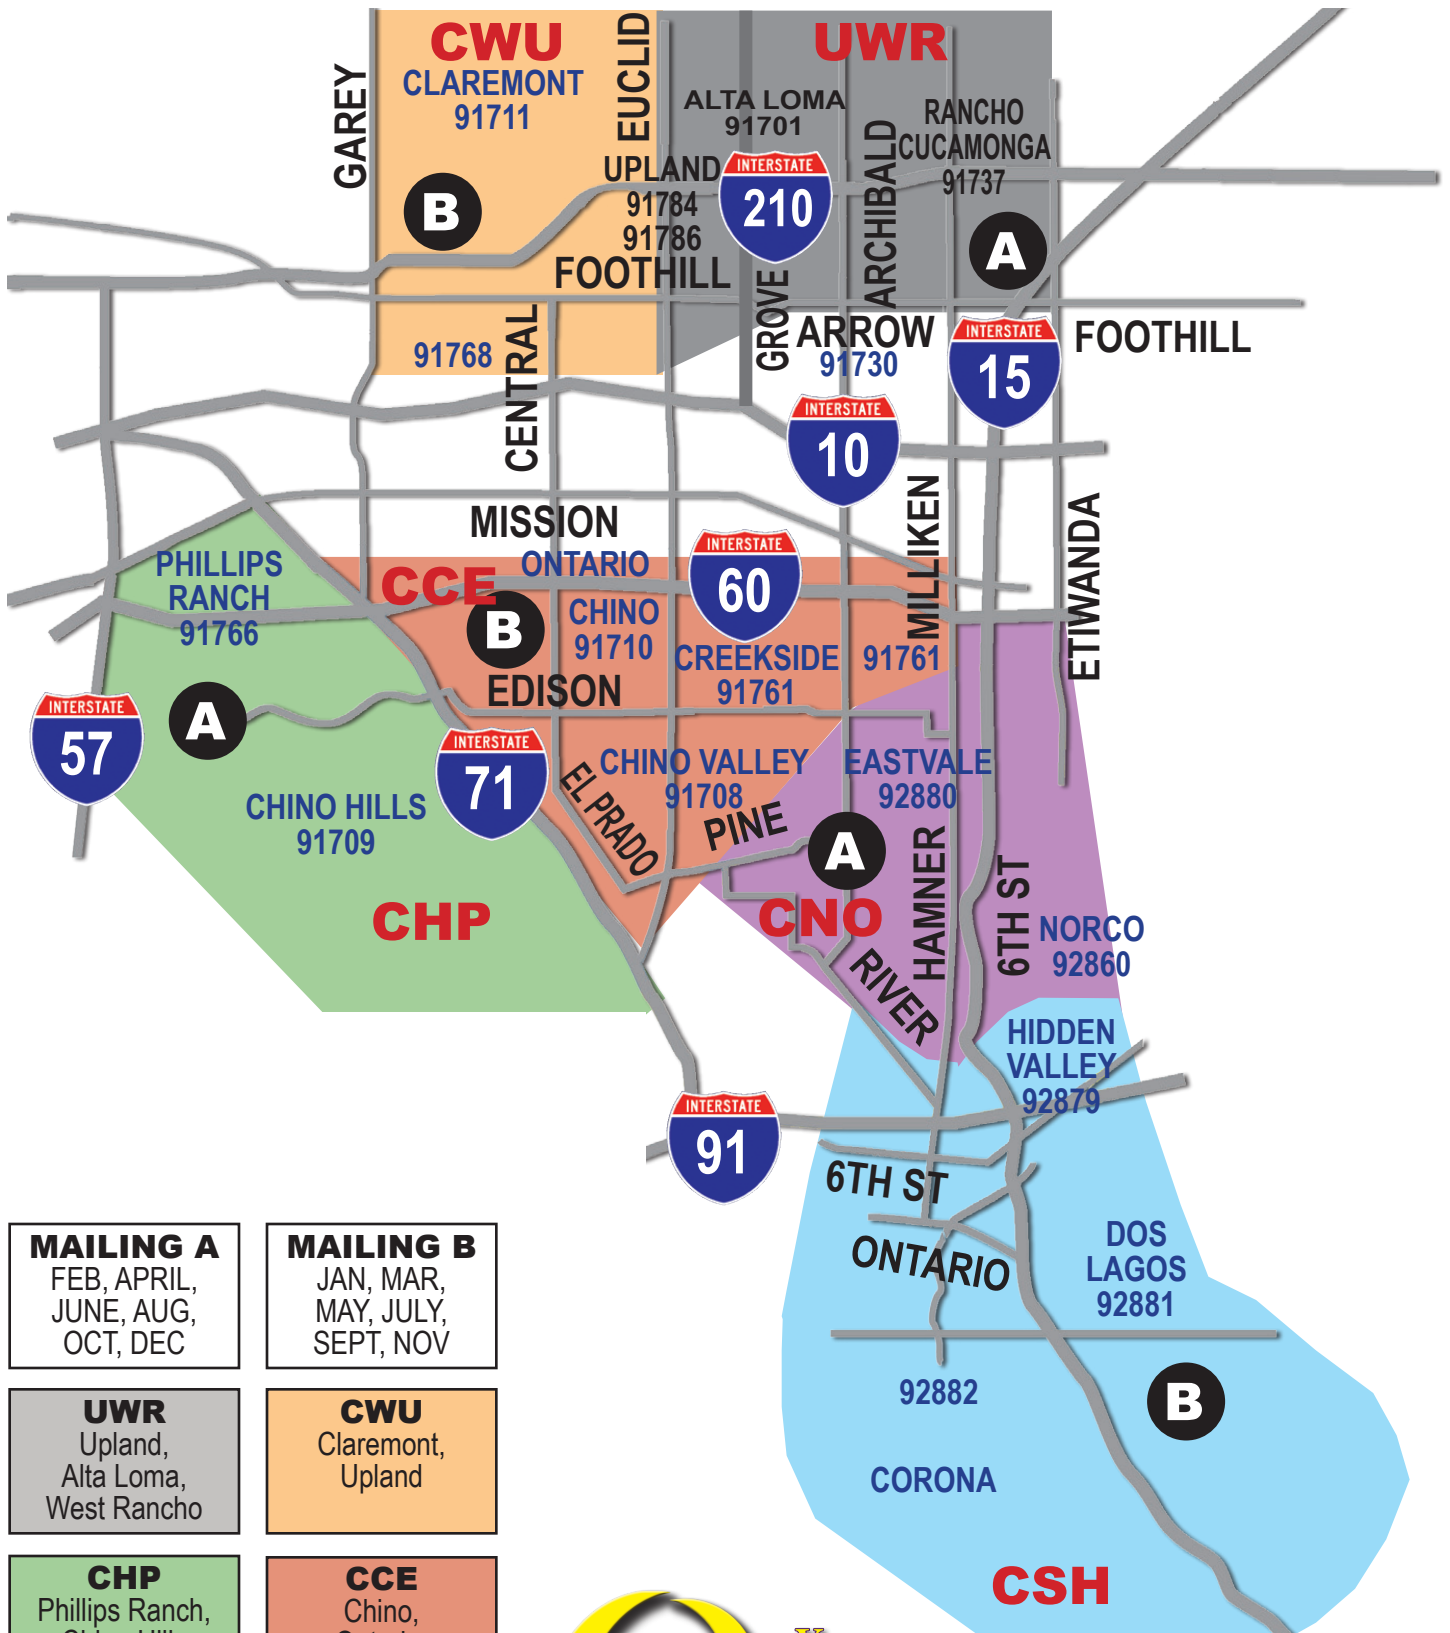 CWU
CLAREMONT
91711
GAREY
EUCLID
UWR
ALTA LOMA
91701
RANCHO
CUCAMONGA
91737
ARCHIBALD
UPLAND
91784
91786
INTERSTATE
210
B
A
FOOTHILL
GROVE
ARROW
91730
INTERSTATE
15
FOOTHILL
91768
CENTRAL
INTERSTATE
10
MISSION
MILLIKEN
ETIWANDA
PHILLIPS
RANCH
91766
CCE
ONTARIO
INTERSTATE
60
B
CHINO
91710
CREEKSIDE
91761
91761
EDISON
INTERSTATE
57
A
INTERSTATE
71
CHINO HILLS
91709
EL PRADO
CHINO VALLEY
91708
PINE
EASTVALE
92880
A
HAMNER
6TH ST
CHP
CNO
NORCO
92860
RIVER
HIDDEN
VALLEY
92879
INTERSTATE
91
6TH ST
ONTARIO
DOS
LAGOS
92881
92882
B
CORONA
CSH
MAILING A
FEB, APRIL,
JUNE, AUG,
OCT, DEC
MAILING B
JAN, MAR,
MAY, JULY,
SEPT, NOV
UWR
Upland,
Alta Loma,
West Rancho
CWU
Claremont,
Upland
CHP
Phillips Ranch,
CCE
Chino,